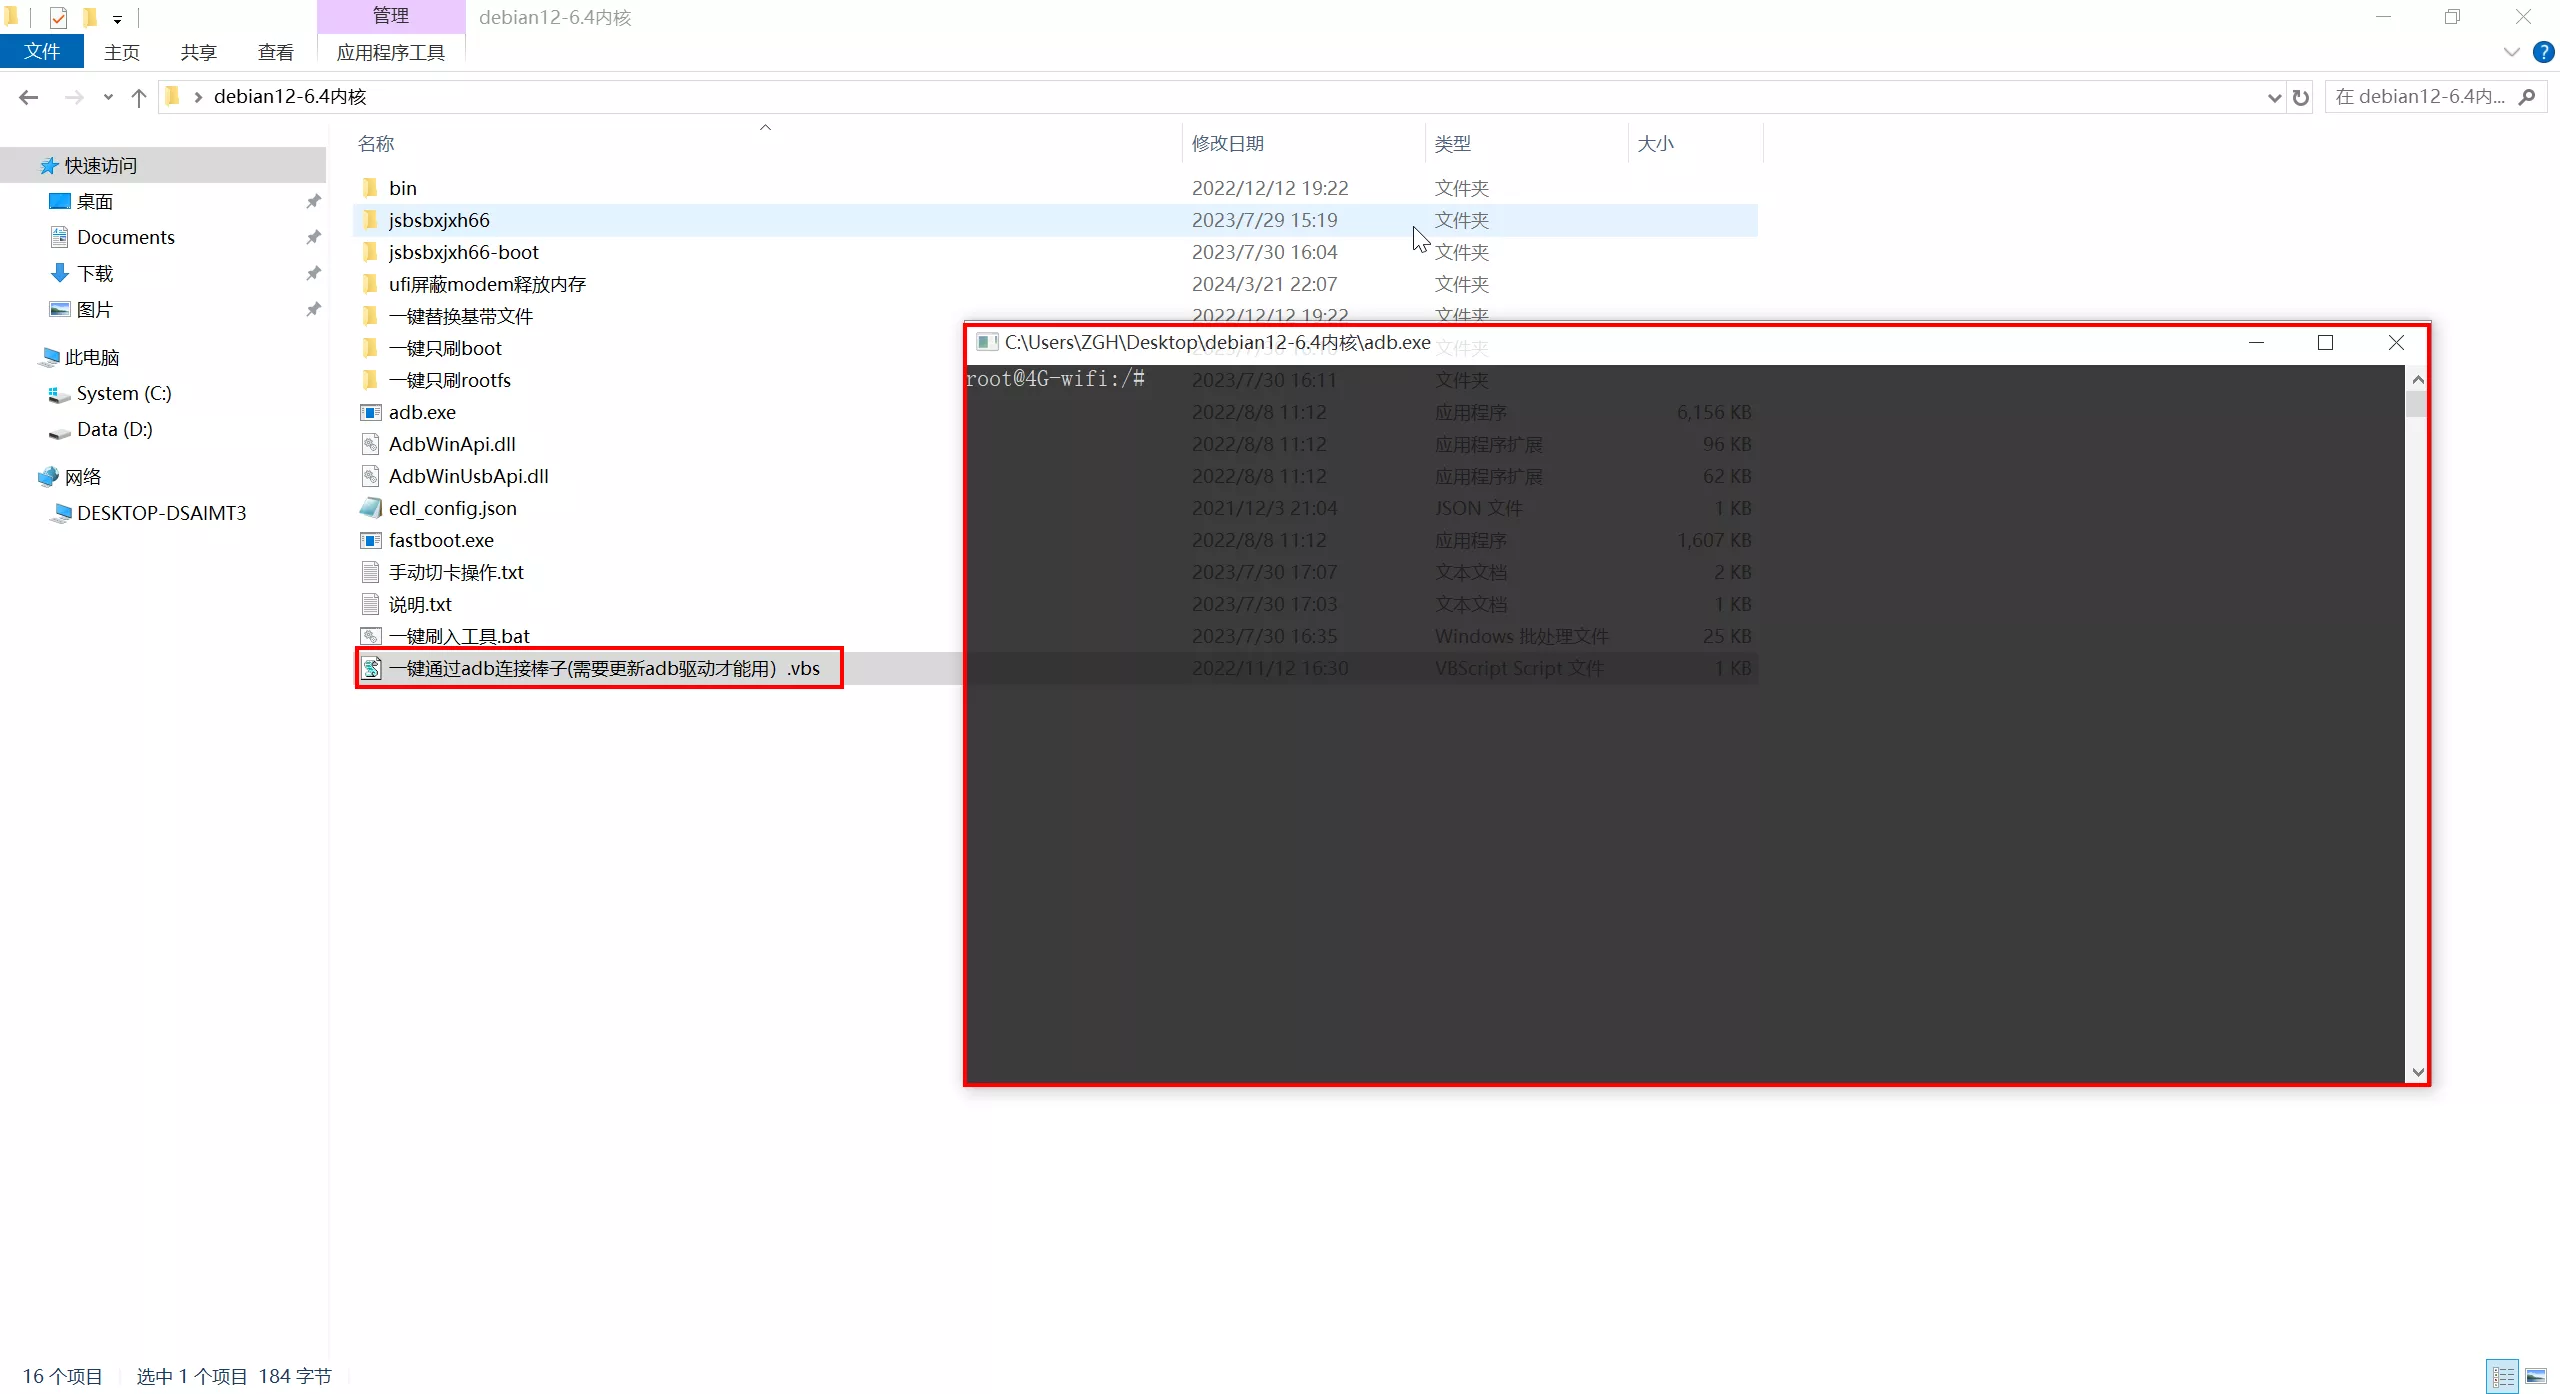 管理
debian12-6.4内核
文件
主页
共享
查看
应用程序工具
debian12-6.4内核
在 debian12-6.4内...
名称
修改日期
类型
大小
快速访问
桌面
Documents
下载
图片
此电脑
System (C:)
Data (D:)
网络
DESKTOP-DSAIMT3
bin 2022/12/12 19:22 文件夹
jsbsbxjxh66 2023/7/29 15:19 文件夹
jsbsbxjxh66-boot 2023/7/30 16:04 文件夹
ufi屏蔽modem释放内存 2024/3/21 22:07 文件夹
一键替换基带文件 2022/12/12 19:22 文件夹
一键只刷boot 文件夹
一键只刷rootfs 2023/7/30 16:11 文件夹
adb.exe 2022/8/8 11:12 应用程序 6,156 KB
AdbWinApi.dll 2022/8/8 11:12 应用程序扩展 96 KB
AdbWinUsbApi.dll 2022/8/8 11:12 应用程序扩展 62 KB
edl_config.json 2021/12/3 21:04 JSON 文件 1 KB
fastboot.exe 2022/8/8 11:12 应用程序 1,607 KB
手动切卡操作.txt 2023/7/30 17:07 文本文档 2 KB
说明.txt 2023/7/30 17:03 文本文档 1 KB
一键刷入工具.bat 2023/7/30 16:35 Windows 批处理文件 25 KB
一键通过adb连接棒子(需要更新adb驱动才能用）.vbs 2022/11/12 16:30 VBScript Script 文件 1 KB
C:\Users\ZGH\Desktop\debian12-6.4内核\adb.exe
root@4G-wifi:/#
16 个项目
选中 1 个项目 184 字节